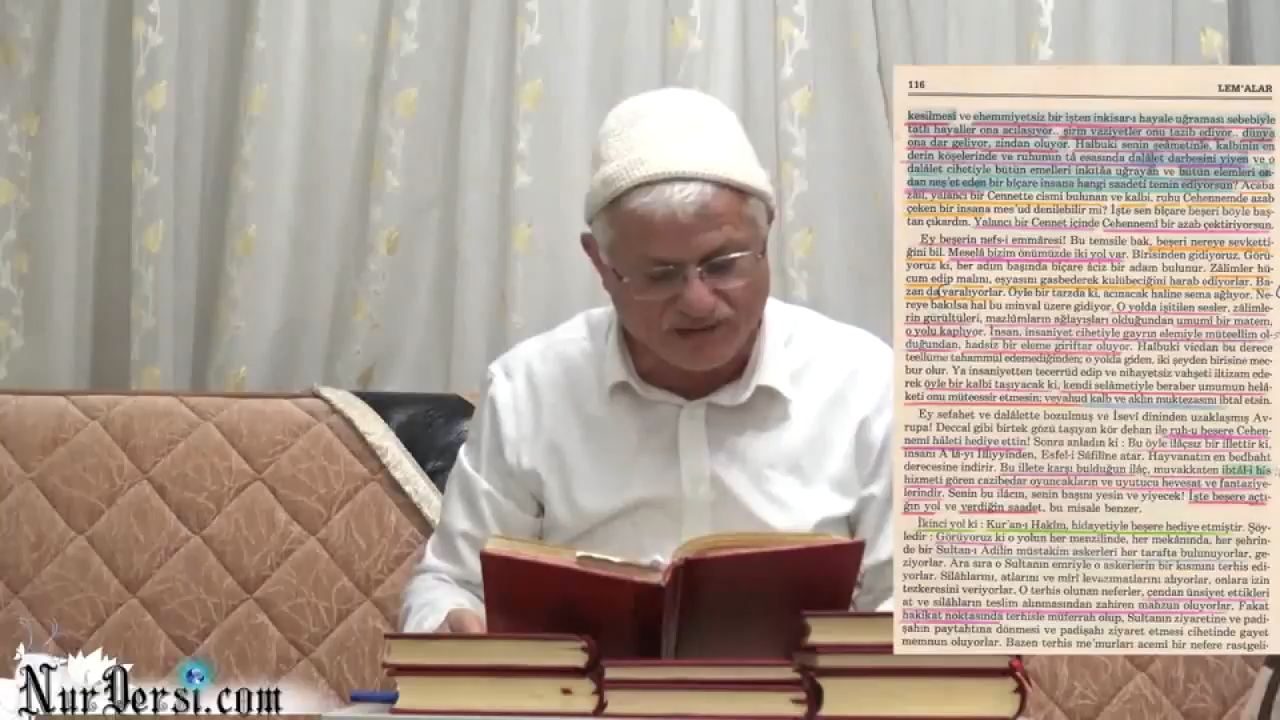 116
LEM'ALAR
kesilmesi ve ehemmiyetsiz bir işten inkisar-ı hayale uğraması sebebiyle
tatlı hayaller ona acılaşıyor.. şirin vaziyetler onu tazib ediyor.. dünya
ona dar geliyor, zindan oluyor. Halbuki senin şeâmetinle, kalbinin en
derin köşelerinde ve ruhumun tâ esasında dalâlet darbesini yiyen ve o
dalâlet cihetiyle bütün emelleri inkıtâa uğrayan ve bütün elemleri on-
dan neş'et eden bir bîçare insana hangi saadeti temin ediyorsun? Acaba
zâil, yalancı bir Cennette cismi bulunan ve kalbi, ruhu Cehennemde azab
çeken bir insana mes'ud denilebilir mi? İşte sen bîçare beşeri böyle baş-
tan çıkardın. Yalancı bir Cennet içinde Cehennemî bir azab çektiriyorsun.
Ey beşerin nefs-i emmâresi! Bu temsile bak, beşeri nereye sevketti-
ğini bil. Meselâ bizim önümüzde iki yol var. Birisinden gidiyoruz. Görü-
yoruz ki, her adım başında bîçare âciz bir adam bulunur. Zâlimler hü-
cum edip malını, eşyasını gasbederek kulübeciğini harab ediyorlar. Ba-
zan da yaralıyorlar. Öyle bir tarzda ki, acınacak haline sema ağlıyor. Ne-
reye bakılsa hal bu minval üzere gidiyor. O yolda işitilen sesler, zâlimle-
rin gürültüleri, mazlûmların ağlayışları olduğundan umumî bir matem,
o yolu kaplıyor. İnsan, insaniyet cihetiyle gayrın elemiyle müteellim ol-
duğundan, hadsiz bir eleme giriftar oluyor. Halbuki vicdan bu derece
teellüme tahammül edemediğinden; o yolda giden, iki şeyden birisine mec-
bur olur. Ya insaniyetten tecerrüd edip ve nihayetsiz vahşeti iltizam ede-
rek öyle bir kalbi taşıyacak ki, kendi selâmetiyle beraber umumun helâ-
keti onu müteessir etmesin; veyahud kalb ve aklın muktezasını ibtal etsin.
Ey sefahet ve dalâlette bozulmuş ve İsevî dininden uzaklaşmış Av-
rupa! Deccal gibi birtek gözü taşıyan kör dehan ile ruh-u beşere Cehen-
nemî hâleti hediye ettin! Sonra anladın ki : Bu öyle ilâçsız bir illettir ki,
insanı A'lâ-yı İlliyyînden, Esfel-i Sâfilîne atar. Hayvanatın en bedbaht
derecesine indirir. Bu illete karşı bulduğun ilâç, muvakkaten ibtâl-i his
hizmeti gören cazibedar oyuncakların ve uyutucu hevesat ve fantaziye-
lerindir. Senin bu ilâcın, senin başını yesin ve yiyecek! İşte beşere açtı-
ğın yol ve verdiğin saadet, bu misale benzer.
İkinci yol ki : Kur'an-ı Hakîm, hidayetiyle beşere hediye etmiştir. Şöy-
ledir : Görüyoruz ki o yolun her menzilinde, her mekânında, her şehrin-
de bir Sultan-ı Âdilin müstakim askerleri her tarafta bulunuyorlar, ge-
ziyorlar. Ara sıra o Sultanın emriyle o askerlerin bir kısmını terhis edi-
yorlar. Silâhlarını, atlarını ve mîrî levazımatlarını alıyorlar, onlara izin
tezkeresini veriyorlar. O terhis olunan neferler, çendan ünsiyet ettikleri
at ve silâhların teslim alınmasından zahiren mahzun oluyorlar. Fakat
hakikat noktasında terhisle müferrah olup, Sultanın ziyaretine ve padi-
şahın paytahtına dönmesi ve padişahı ziyaret etmesi cihetinde gayet
memnun oluyorlar. Bazen terhis me'murları acemî bir nefere rastgeli-
NurDersi.com